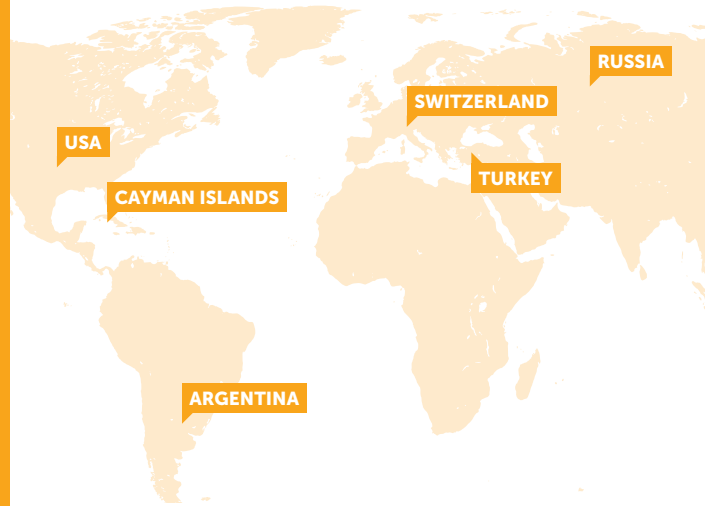 RUSSIA
SWITZERLAND
USA
TURKEY
CAYMAN ISLANDS
ARGENTINA